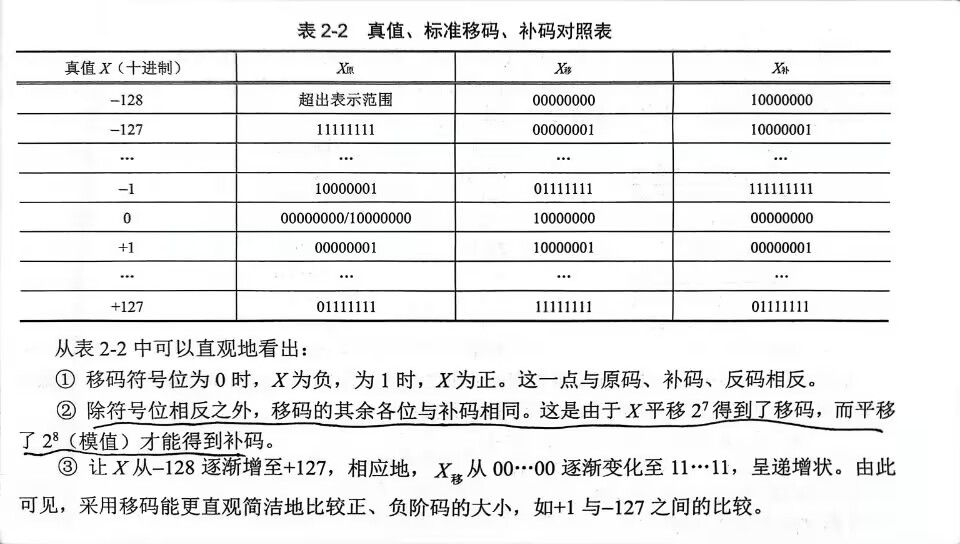 表 2-2 真值、标准移码、补码对照表
真值 X（十进制） X原 X移 X补
−128 超出表示范围 00000000 10000000
−127 11111111 00000001 10000001
… … … …
−1 10000001 01111111 111111111
0 00000000/10000000 10000000 00000000
+1 00000001 10000001 00000001
… … … …
+127 01111111 11111111 01111111
从表 2-2 中可以直观地看出：
① 移码符号位为 0 时，X 为负，为 1 时，X 为正。这一点与原码、补码、反码相反。
② 除符号位相反之外，移码的其余各位与补码相同。这是由于 X 平移 2⁷ 得到了移码，而平移
了 2⁸（模值）才能得到补码。
③ 让 X 从−128 逐渐增至+127，相应地，X移 从 00…00 逐渐变化至 11…11，呈递增状。由此
可见，采用移码能更直观简洁地比较正、负阶码的大小，如+1 与−127 之间的比较。